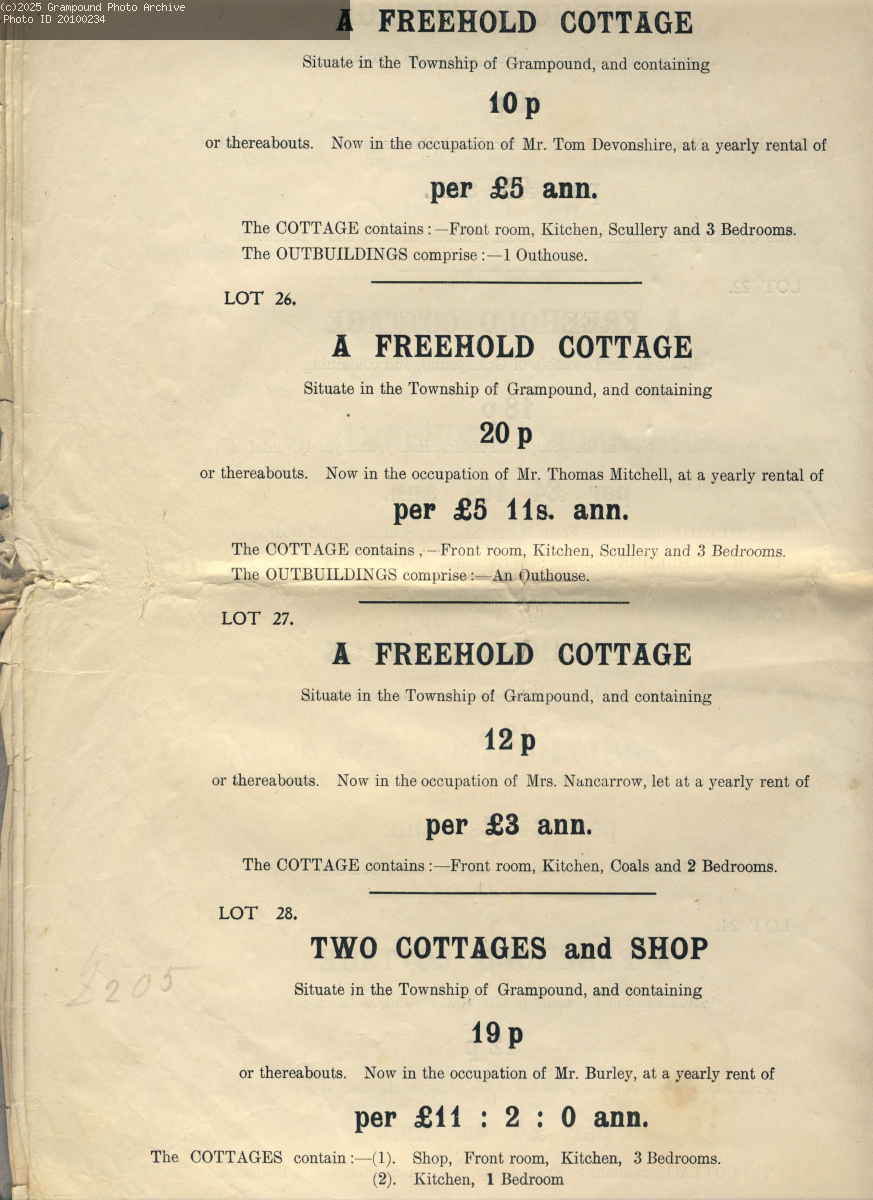 (c)2025 Grampound Photo Archive
Photo ID 20100234
A FREEHOLD COTTAGE
Situate in the Township of Grampound, and containing
10 p
or thereabouts. Now in the occupation of Mr. Tom Devonshire, at a yearly rental of
per £5 ann.
The COTTAGE contains :—Front room, Kitchen, Scullery and 3 Bedrooms.
The OUTBUILDINGS comprise :—1 Outhouse.
LOT 22.
LOT 26.
A FREEHOLD COTTAGE
Situate in the Township of Grampound, and containing
20 p
or thereabouts. Now in the occupation of Mr. Thomas Mitchell, at a yearly rental of
per £5 11s. ann.
The COTTAGE contains ,—Front room, Kitchen, Scullery and 3 Bedrooms.
The OUTBUILDINGS comprise :—An Outhouse.
LOT 27.
A FREEHOLD COTTAGE
Situate in the Township of Grampound, and containing
12 p
or thereabouts. Now in the occupation of Mrs. Nancarrow, let at a yearly rent of
per £3 ann.
The COTTAGE contains :—Front room, Kitchen, Coals and 2 Bedrooms.
LOT 28.
TWO COTTAGES and SHOP
£205
Situate in the Township of Grampound, and containing
19 p
or thereabouts. Now in the occupation of Mr. Burley, at a yearly rent of
per £11 : 2 : 0 ann.
The COTTAGES contain :—(1). Shop, Front room, Kitchen, 3 Bedrooms.
(2). Kitchen, 1 Bedroom